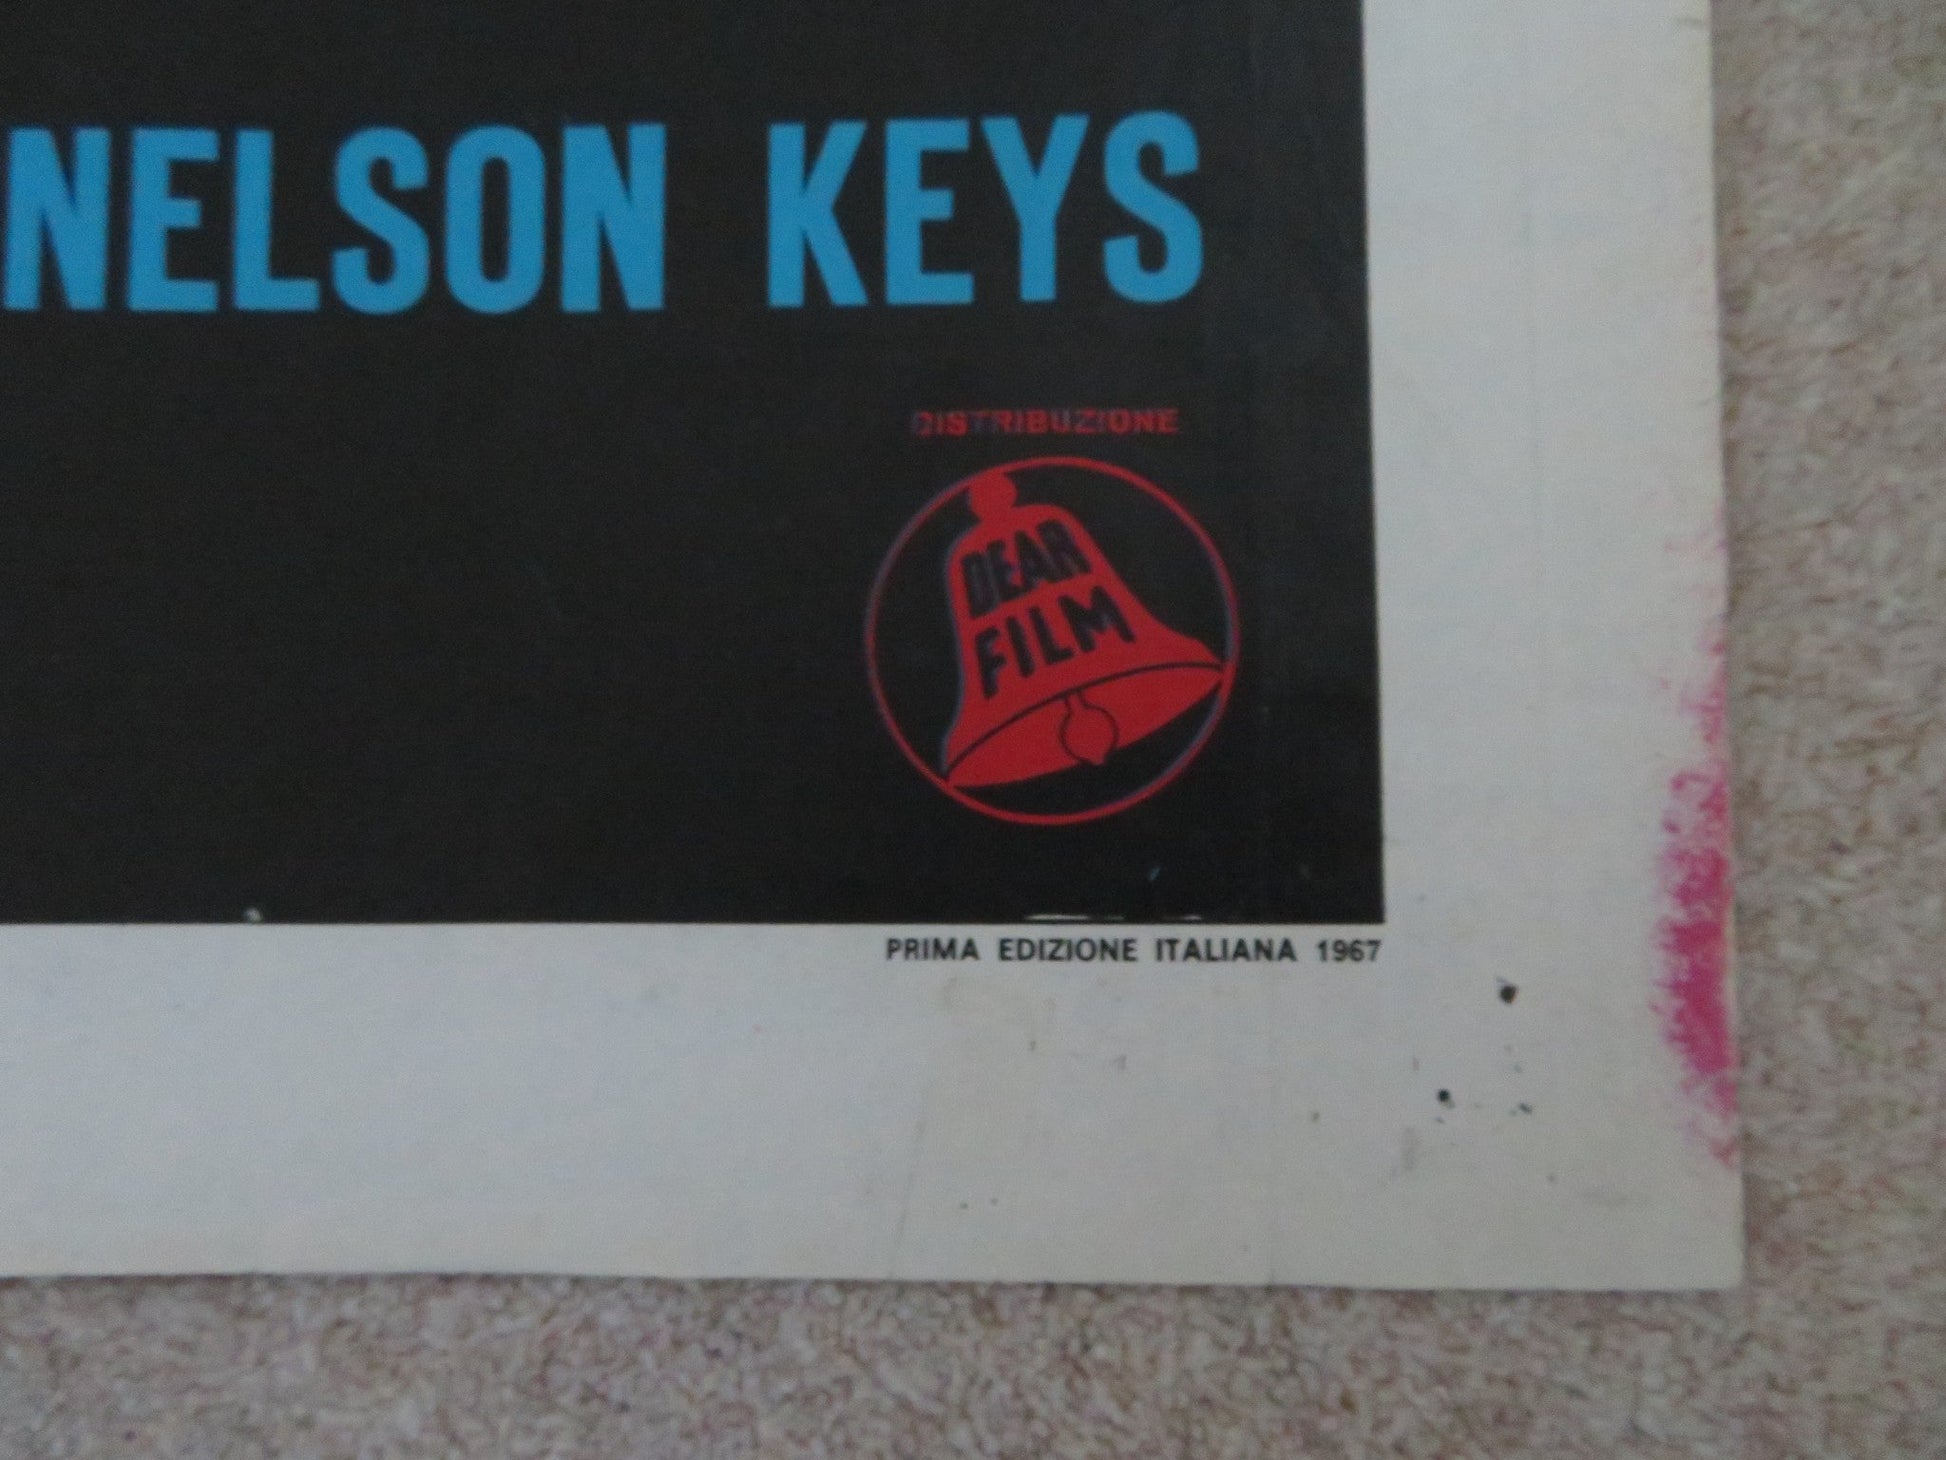 NELSON KEYS
DISTRIBUZIONE
DEAR
FILM
PRIMA EDIZIONE ITALIANA 1967